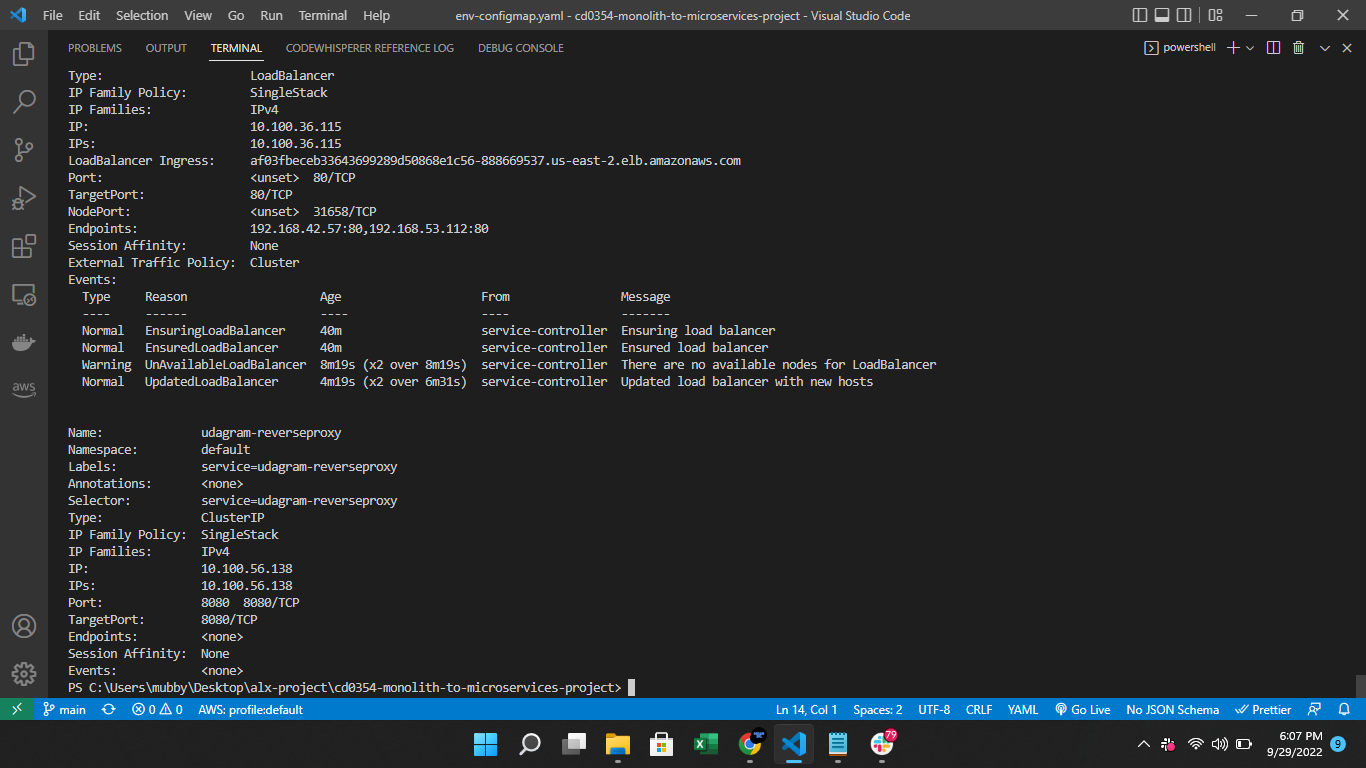 File Edit Selection View Go Run Terminal Help env-configmap.yaml - cd0354-monolith-to-microservices-project - Visual Studio Code
PROBLEMS OUTPUT TERMINAL CODEWHISPERER REFERENCE LOG DEBUG CONSOLE powershell
Type: LoadBalancer
IP Family Policy: SingleStack
IP Families: IPv4
IP: 10.100.36.115
IPs: 10.100.36.115
LoadBalancer Ingress: af03fbeceb33643699289d50868e1c56-888669537.us-east-2.elb.amazonaws.com
Port: <unset> 80/TCP
TargetPort: 80/TCP
NodePort: <unset> 31658/TCP
Endpoints: 192.168.42.57:80,192.168.53.112:80
Session Affinity: None
External Traffic Policy: Cluster
Events:
Type Reason Age From Message
---- ------ ---- ---- -------
Normal EnsuringLoadBalancer 40m service-controller Ensuring load balancer
Normal EnsuredLoadBalancer 40m service-controller Ensured load balancer
Warning UnAvailableLoadBalancer 8m19s (x2 over 8m19s) service-controller There are no available nodes for LoadBalancer
Normal UpdatedLoadBalancer 4m19s (x2 over 6m31s) service-controller Updated load balancer with new hosts
Name: udagram-reverseproxy
Namespace: default
Labels: service=udagram-reverseproxy
Annotations: <none>
Selector: service=udagram-reverseproxy
Type: ClusterIP
IP Family Policy: SingleStack
IP Families: IPv4
IP: 10.100.56.138
IPs: 10.100.56.138
Port: 8080 8080/TCP
TargetPort: 8080/TCP
Endpoints: <none>
Session Affinity: None
Events: <none>
PS C:\Users\mubby\Desktop\alx-project\cd0354-monolith-to-microservices-project>
aws
main 0 0 AWS: profile:default Ln 14, Col 1 Spaces: 2 UTF-8 CRLF YAML Go Live No JSON Schema Prettier
79
6:07 PM
9/29/2022 9